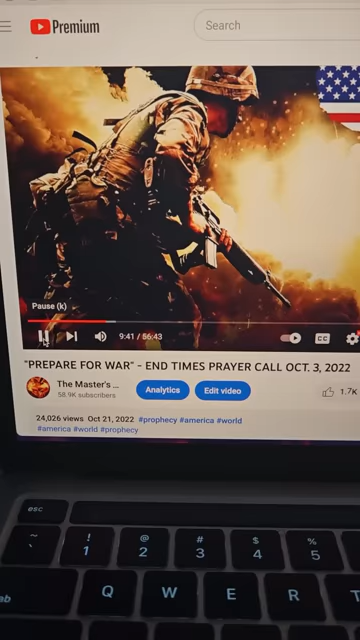 Premium
Search
Pause (k)
9:41 / 56:43
CC
"PREPARE FOR WAR" - END TIMES PRAYER CALL OCT. 3, 2022
The Master's ...
58.9K subscribers
Analytics
Edit video
1.7K
24,026 views Oct 21, 2022 #prophecy #america #world
#america #world #prophecy
esc
~
`
!
1
@
2
#
3
$
4
%
5
ab
Q
W
E
R
T